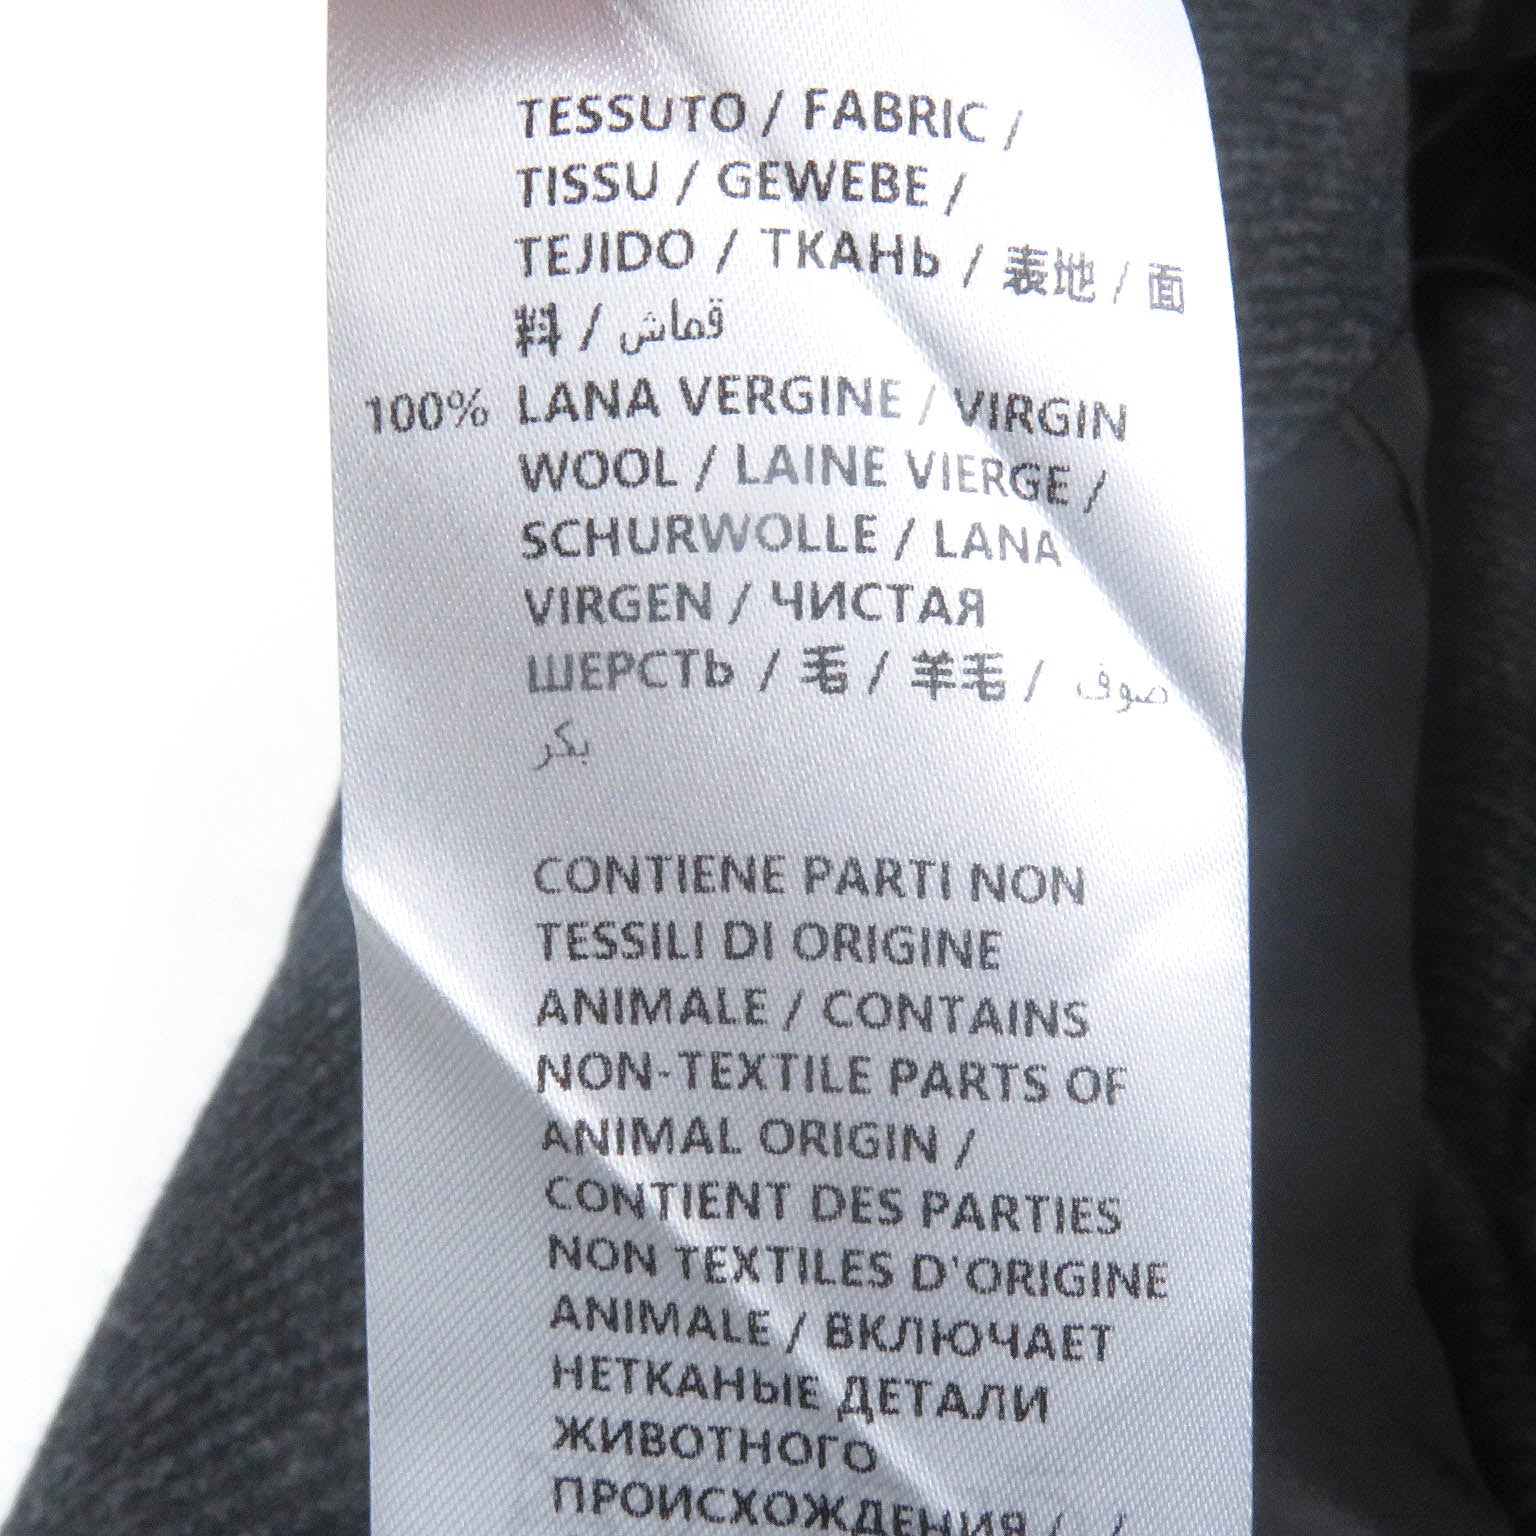 TESSUTO / FABRIC /
TISSU / GEWEBE /
TEJIDO / ТКАНЬ / 表地 / 面
料 / قماش
100% LANA VERGINE / VIRGIN
WOOL / LAINE VIERGE /
SCHURWOLLE / LANA
VIRGEN / ЧИСТАЯ
ШЕРСТЬ / 毛 / 羊毛 / صوف
بكر
CONTIENE PARTI NON
TESSILI DI ORIGINE
ANIMALE / CONTAINS
NON-TEXTILE PARTS OF
ANIMAL ORIGIN /
CONTIENT DES PARTIES
NON TEXTILES D'ORIGINE
ANIMALE / ВКЛЮЧАЕТ
НЕТКАНЫЕ ДЕТАЛИ
ЖИВОТНОГО
ПРОИСХОЖДЕНИЯ / /